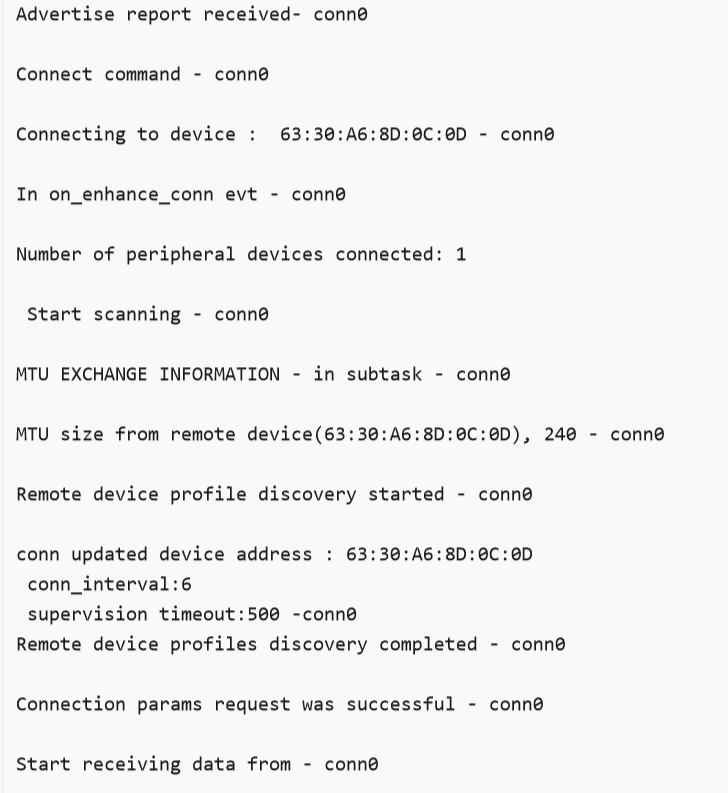 Advertise report received- conn0
Connect command - conn0
Connecting to device :  63:30:A6:8D:0C:0D - conn0
In on_enhance_conn evt - conn0
Number of peripheral devices connected: 1
 Start scanning - conn0
MTU EXCHANGE INFORMATION - in subtask - conn0
MTU size from remote device(63:30:A6:8D:0C:0D), 240 - conn0
Remote device profile discovery started - conn0
conn updated device address : 63:30:A6:8D:0C:0D
 conn_interval:6
 supervision timeout:500 -conn0
Remote device profiles discovery completed - conn0
Connection params request was successful - conn0
Start receiving data from - conn0